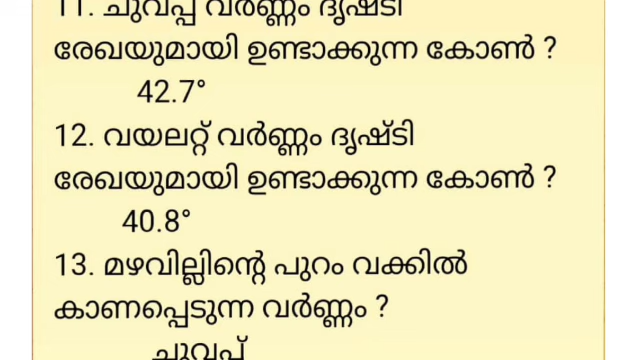 11. ചുവപ്പ് വർണ്ണം ദൃഷ്ടി
രേഖയുമായി ഉണ്ടാക്കുന്ന കോൺ ?
42.7°
12. വയലറ്റ് വർണ്ണം ദൃഷ്ടി
രേഖയുമായി ഉണ്ടാക്കുന്ന കോൺ ?
40.8°
13. മഴവില്ലിന്റെ പുറം വക്കിൽ
കാണപ്പെടുന്ന വർണ്ണം ?
ചുവപ്പ്